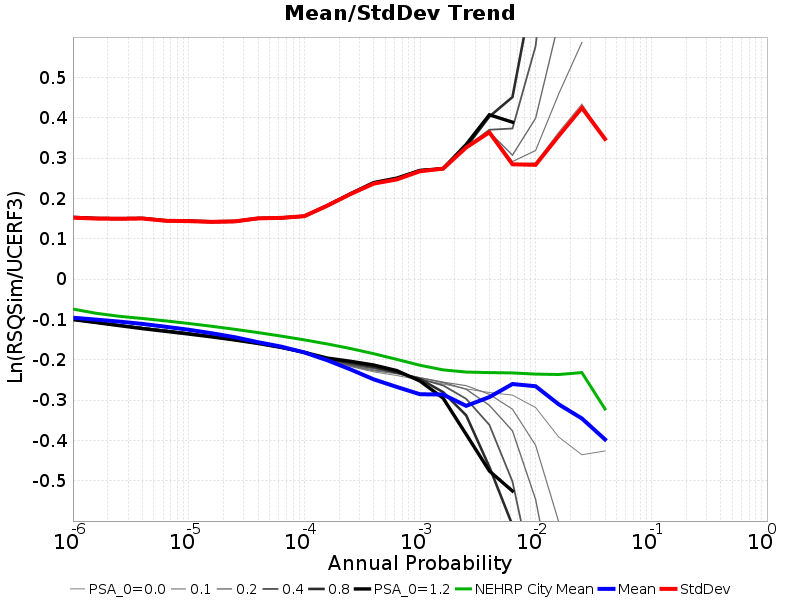 Mean/StdDev Trend
Ln(RSQSim/UCERF3)
0.5
0.4
0.3
0.2
0.1
0
-0.1
-0.2
-0.3
-0.4
-0.5
10^-6 10^-5 10^-4 10^-3 10^-2 10^-1 10^0
Annual Probability
PSA_0=0.0 0.1 0.2 0.4 0.8 PSA_0=1.2 NEHRP City Mean Mean StdDev